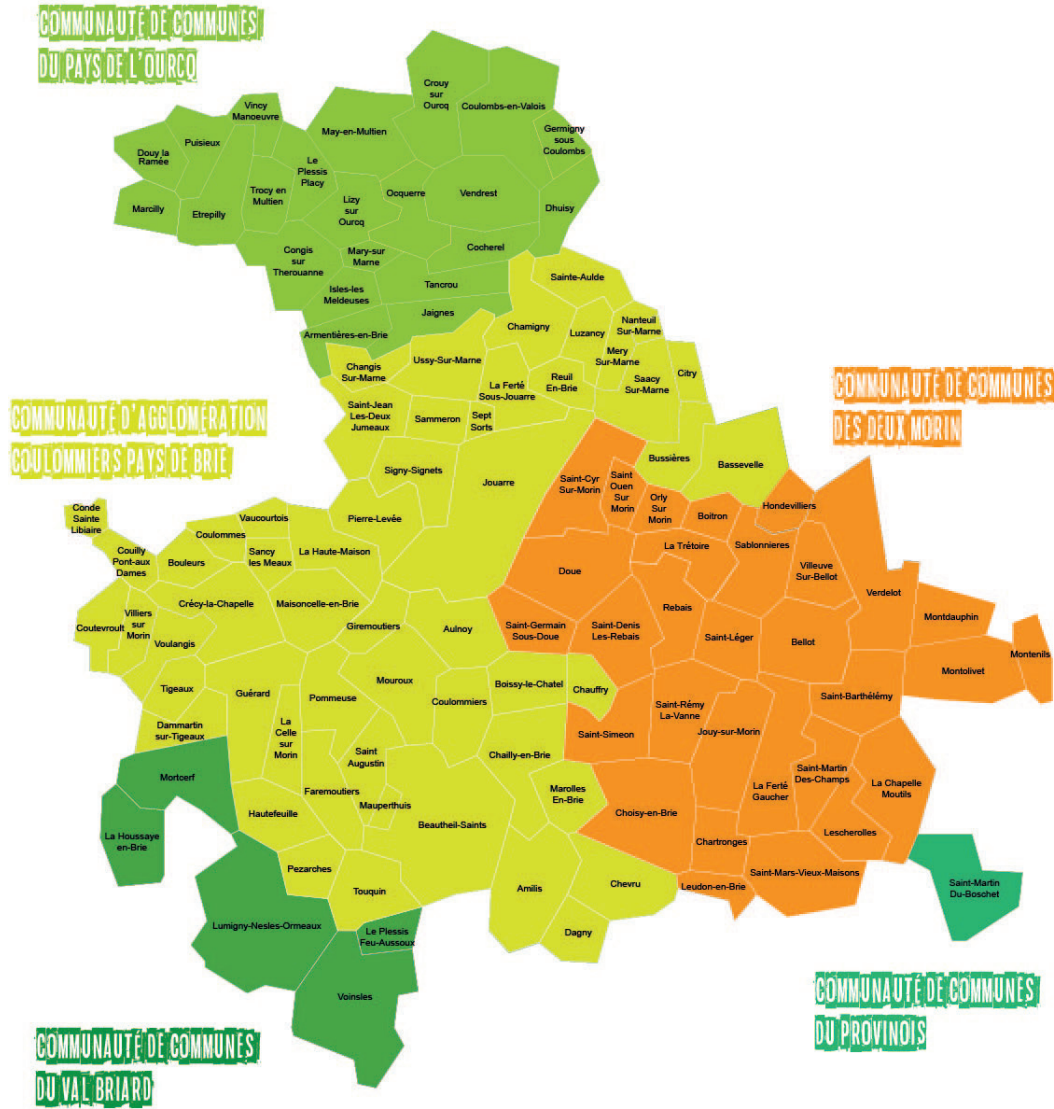 COMMUNAUTÉ DE COMMUNES
DU PAYS DE L'OURCQ
Crouy
sur
Ourcq
Coulombs-en-Valois
Vincy
Manoeuvre
May-en-Multien
Germigny
sous
Coulombs
Puisieux
Douy la
Ramée
Le
Plessis
Placy
Trocy en
Multien
Ocquerre
Vendrest
Lizy
sur
Ourcq
Dhuisy
Marcilly
Etrepilly
Congis
sur
Therouanne
Mary-sur
Marne
Cocherel
Isles-les
Meldeuses
Tancrou
Jaignes
Armentières-en-Brie
Sainte-Aulde
Chamigny
Luzancy
Nanteuil
Sur-Marne
Mery
Sur-Marne
Changis
Sur-Marne
Ussy-Sur-Marne
La Ferté
Sous-Jouarre
Reuil
En-Brie
Saacy
Sur-Marne
Citry
COMMUNAUTÉ DE COMMUNES
DES DEUX MORIN
COMMUNAUTÉ D'AGGLOMÉRATION
COULOMMIERS PAYS DE BRIE
Saint-Jean
Les-Deux
Jumeaux
Sammeron
Sept
Sorts
Signy-Signets
Jouarre
Bussières
Bassevelle
Saint-Cyr
Sur-Morin
Saint
Ouen
Sur
Morin
Orly
Sur
Morin
Boitron
Hondevilliers
Conde
Sainte
Libiaire
Vaucourtois
Pierre-Levée
Coulommes
Couilly
Pont-aux
Dames
Bouleurs
Sancy
les Meaux
La Haute-Maison
La Trétoire
Sablonnieres
Villeuve
Sur-Bellot
Doue
Verdelot
Crécy-la-Chapelle
Maisoncelle-en-Brie
Rebais
Montdauphin
Coutevroult
Villiers
sur
Morin
Voulangis
Giremoutiers
Aulnoy
Saint-Germain
Sous-Doue
Saint-Denis
Les-Rebais
Saint-Léger
Bellot
Montenils
Montolivet
Tigeaux
Guérard
Pommeuse
Mouroux
Coulommiers
Boissy-le-Chatel
Chauffry
Saint-Barthélémy
Dammartin
sur-Tigeaux
La
Celle
sur
Morin
Saint-Rémy
La-Vanne
Jouy-sur-Morin
Saint-Simeon
Saint
Augustin
Chailly-en-Brie
Mortcerf
Faremoutiers
Mauperthuis
Marolles
En-Brie
La Ferté
Gaucher
Saint-Martin
Des-Champs
La Chapelle
Moutils
Hautefeuille
Beautheil-Saints
Choisy-en-Brie
La Houssaye
en-Brie
Chartronges
Lescherolles
Pezarches
Touquin
Amilis
Chevru
Leudon-en-Brie
Saint-Mars-Vieux-Maisons
Saint-Martin
Du-Boschet
Lumigny-Nesles-Ormeaux
Le Plessis
Feu-Aussoux
Dagny
Voinsles
COMMUNAUTÉ DE COMMUNES
DU PROVINOIS
COMMUNAUTÉ DE COMMUNES
DU VAL BRIARD